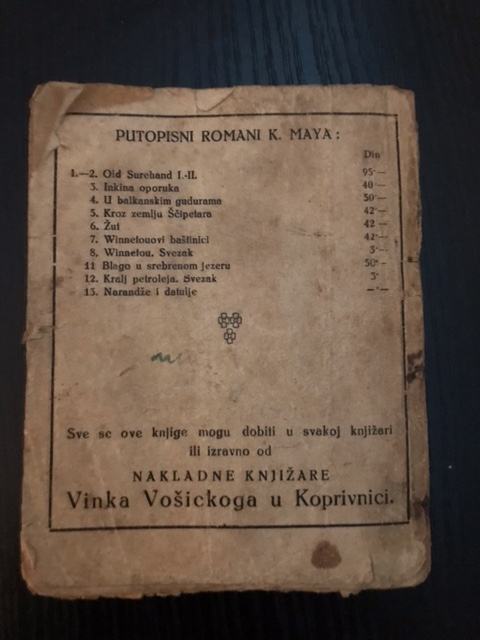 PUTOPISNI ROMANI K. MAYA:
Din
1.—2. Old Surehand I.-II. 95·—
3. Inkina oporuka 40·—
4. U balkanskim gudurama 50·—
5. Kroz zemlju Ščipetara 42·—
6. Žut 42·—
7. Winnetouovi baštinici 42·—
8. Winnetou. Svezak 5·—
11 Blago u srebrenom jezeru 50·—
12. Kralj petroleja. Svezak 5·
13. Narandže i datulje —·—
Sve se ove knjige mogu dobiti u svakoj knjižari
ili izravno od
NAKLADNE KNJIŽARE
Vinka Vošickoga u Koprivnici.